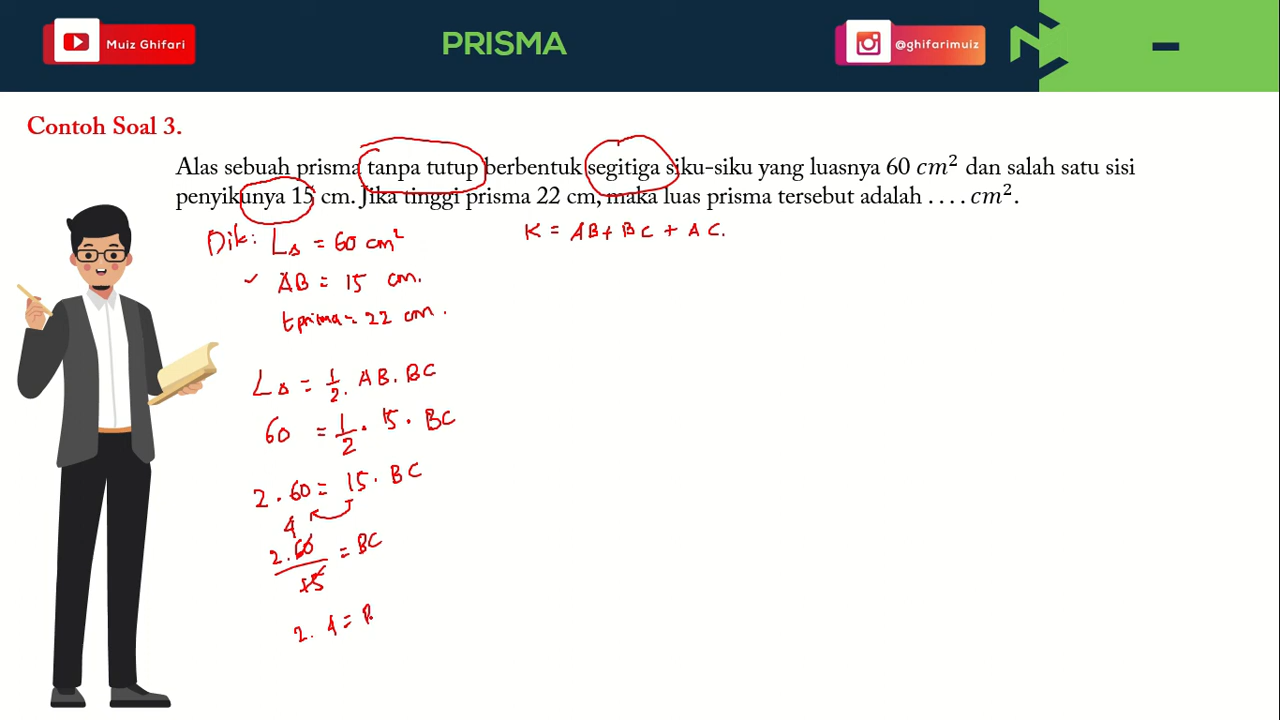 Muiz Ghifari
PRISMA
@ghifarimuiz
Contoh Soal 3.
Alas sebuah prisma tanpa tutup berbentuk segitiga siku-siku yang luasnya 60 cm² dan salah satu sisi
penyikunya 15 cm. Jika tinggi prisma 22 cm, maka luas prisma tersebut adalah .... cm².
Dik: L△ = 60 cm²
K = AB + BC + AC.
✓ AB = 15 cm.
t prisma = 22 cm.
L△ = 1/2 . AB . BC
60 = 1/2 . 15 . BC
2 . 60 = 15 . BC
4
2.60/15 = BC
2. 4 =